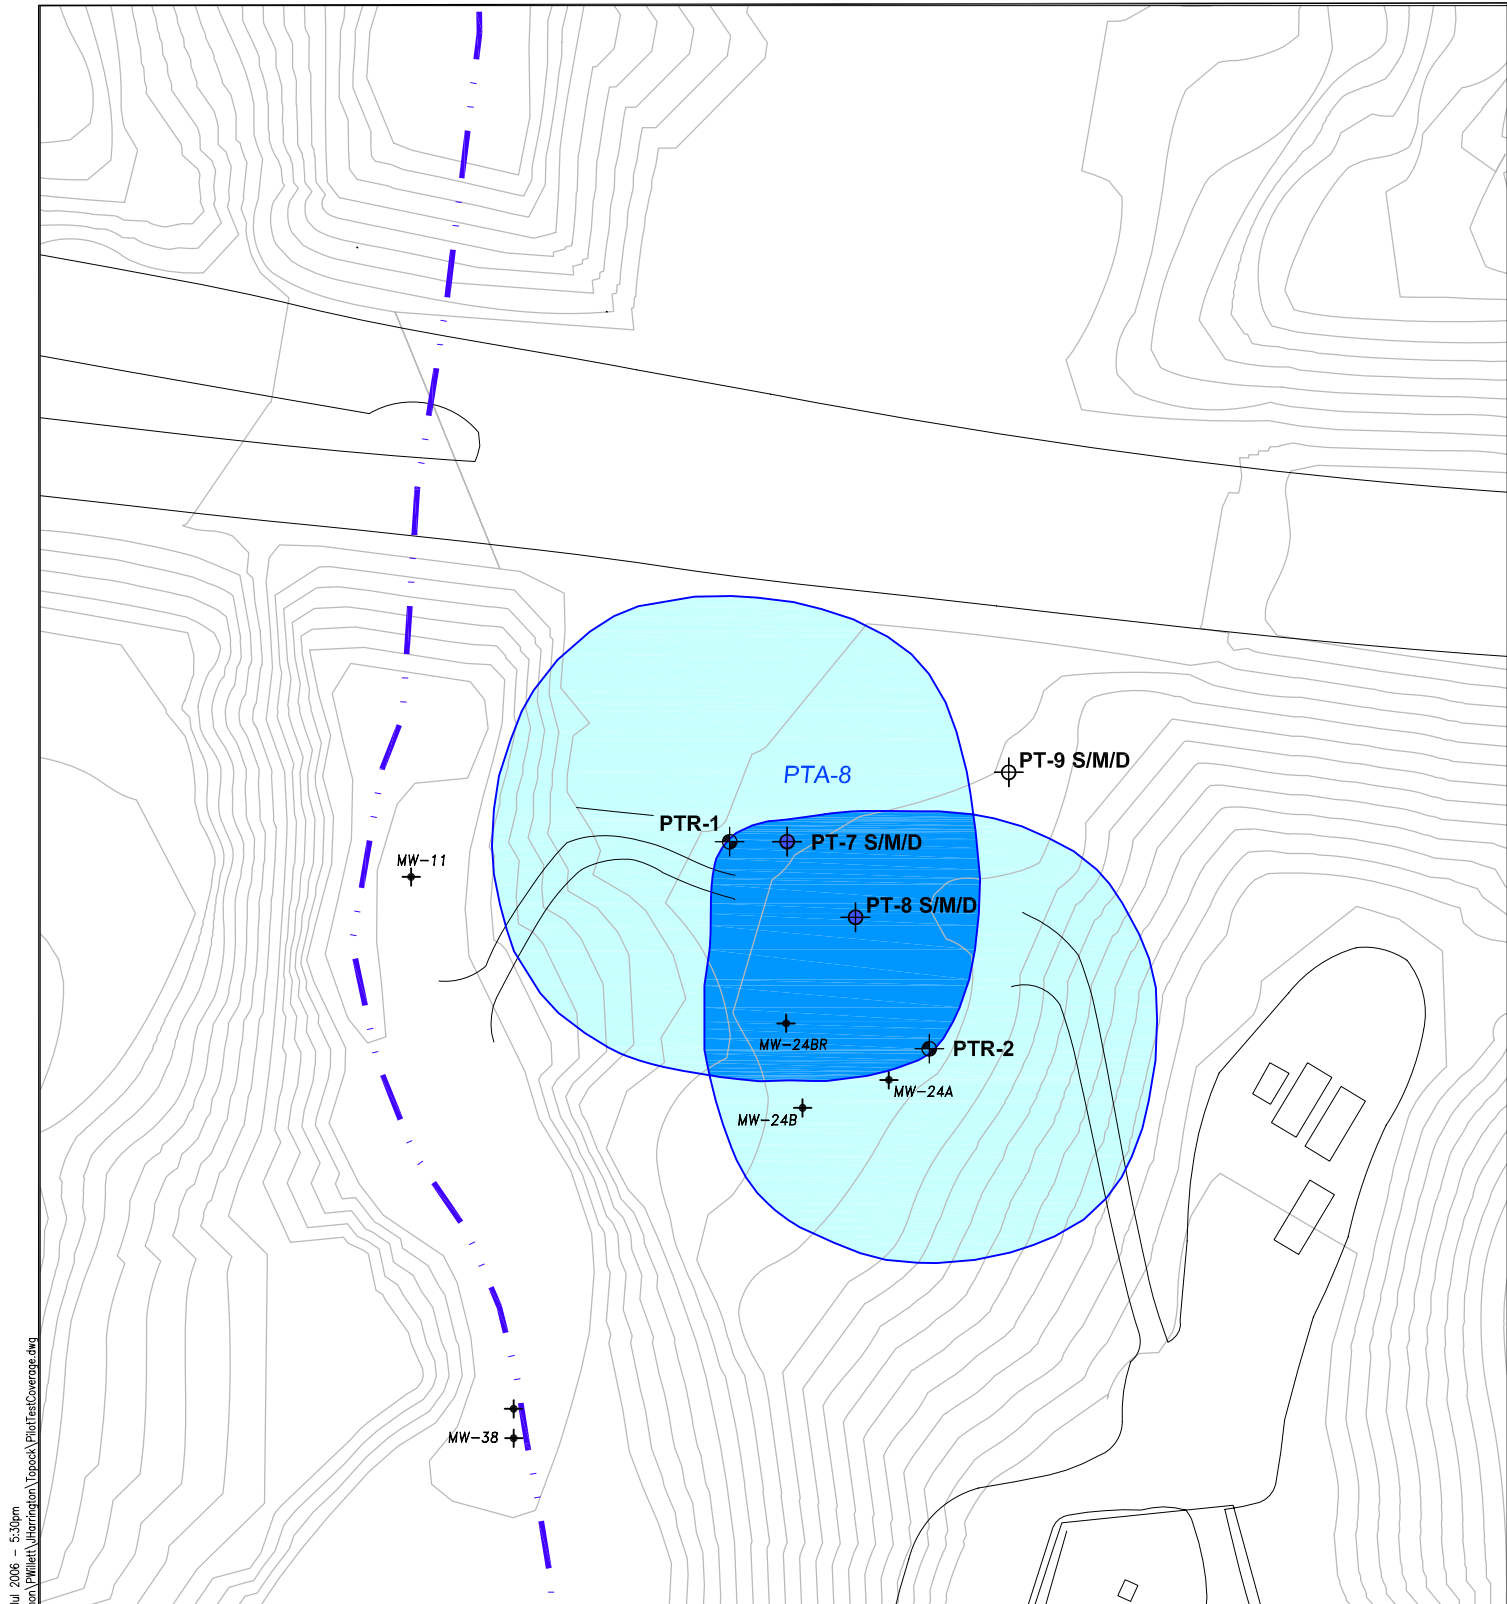 PT-9 S/M/D
PTA-8
PTR-1
PT-7 S/M/D
MW-11
PT-8 S/M/D
MW-24BR
PTR-2
MW-24A
MW-24B
MW-38
2006 - 5:30pm
\PWillett\JHarrington\Topock\PilotTestCoverage.dwg